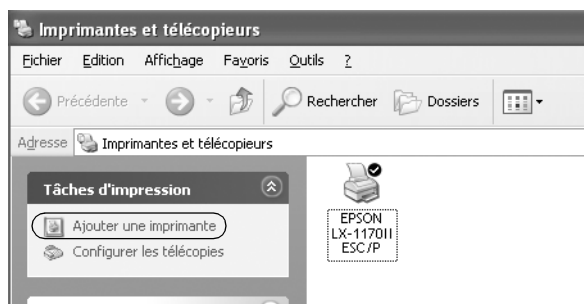 Imprimantes et télécopieurs
Fichier Edition Affichage Favoris Outils ?
Précédente Rechercher Dossiers
Adresse Imprimantes et télécopieurs
Tâches d'impression
Ajouter une imprimante
Configurer les télécopies
EPSON
LX-1170II
ESC/P